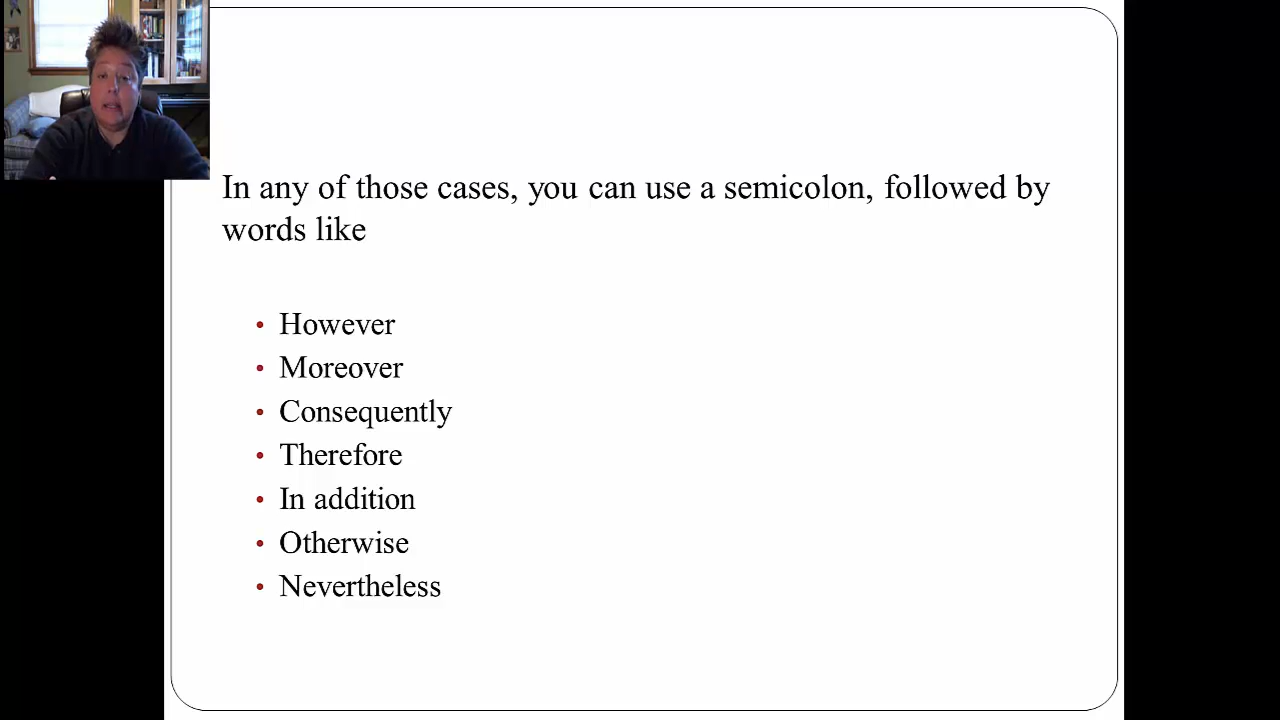 In any of those cases, you can use a semicolon, followed by
words like
• However
• Moreover
• Consequently
• Therefore
• In addition
• Otherwise
• Nevertheless